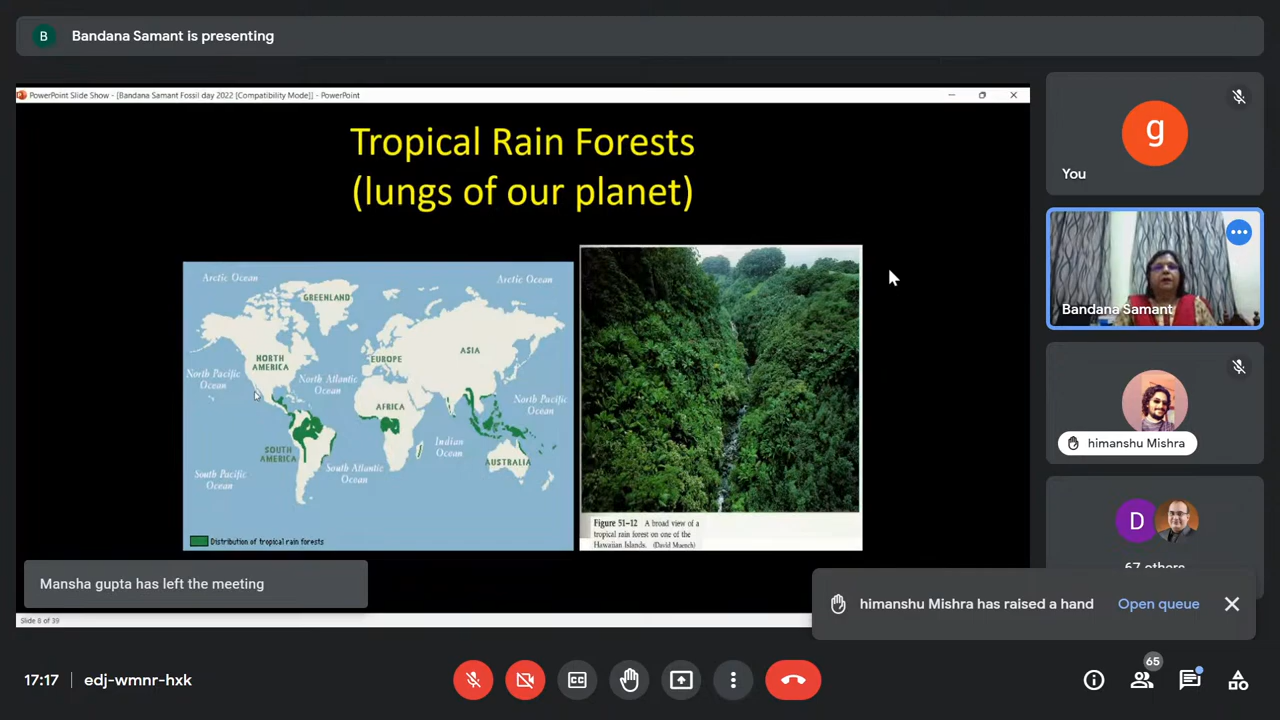 B
Bandana Samant is presenting
PowerPoint Slide Show - [Bandana Samant Fossil day 2022 [Compatibility Mode]] - PowerPoint
Tropical Rain Forests
(lungs of our planet)
Arctic Ocean
Arctic Ocean
GREENLAND
NORTH
AMERICA
EUROPE
ASIA
North Pacific
Ocean
North Atlantic
Ocean
North Pacific
Ocean
AFRICA
Indian
Ocean
SOUTH
AMERICA
AUSTRALIA
South Pacific
Ocean
South Atlantic
Ocean
Distribution of tropical rain forests
Figure 51–12 A broad view of a
tropical rain forest on one of the
Hawaiian Islands. (David Muench)
Slide 8 of 39
g
You
Bandana Samant
himanshu Mishra
D
67 others
Mansha gupta has left the meeting
himanshu Mishra has raised a hand
Open queue
17:17
edj-wmnr-hxk
65